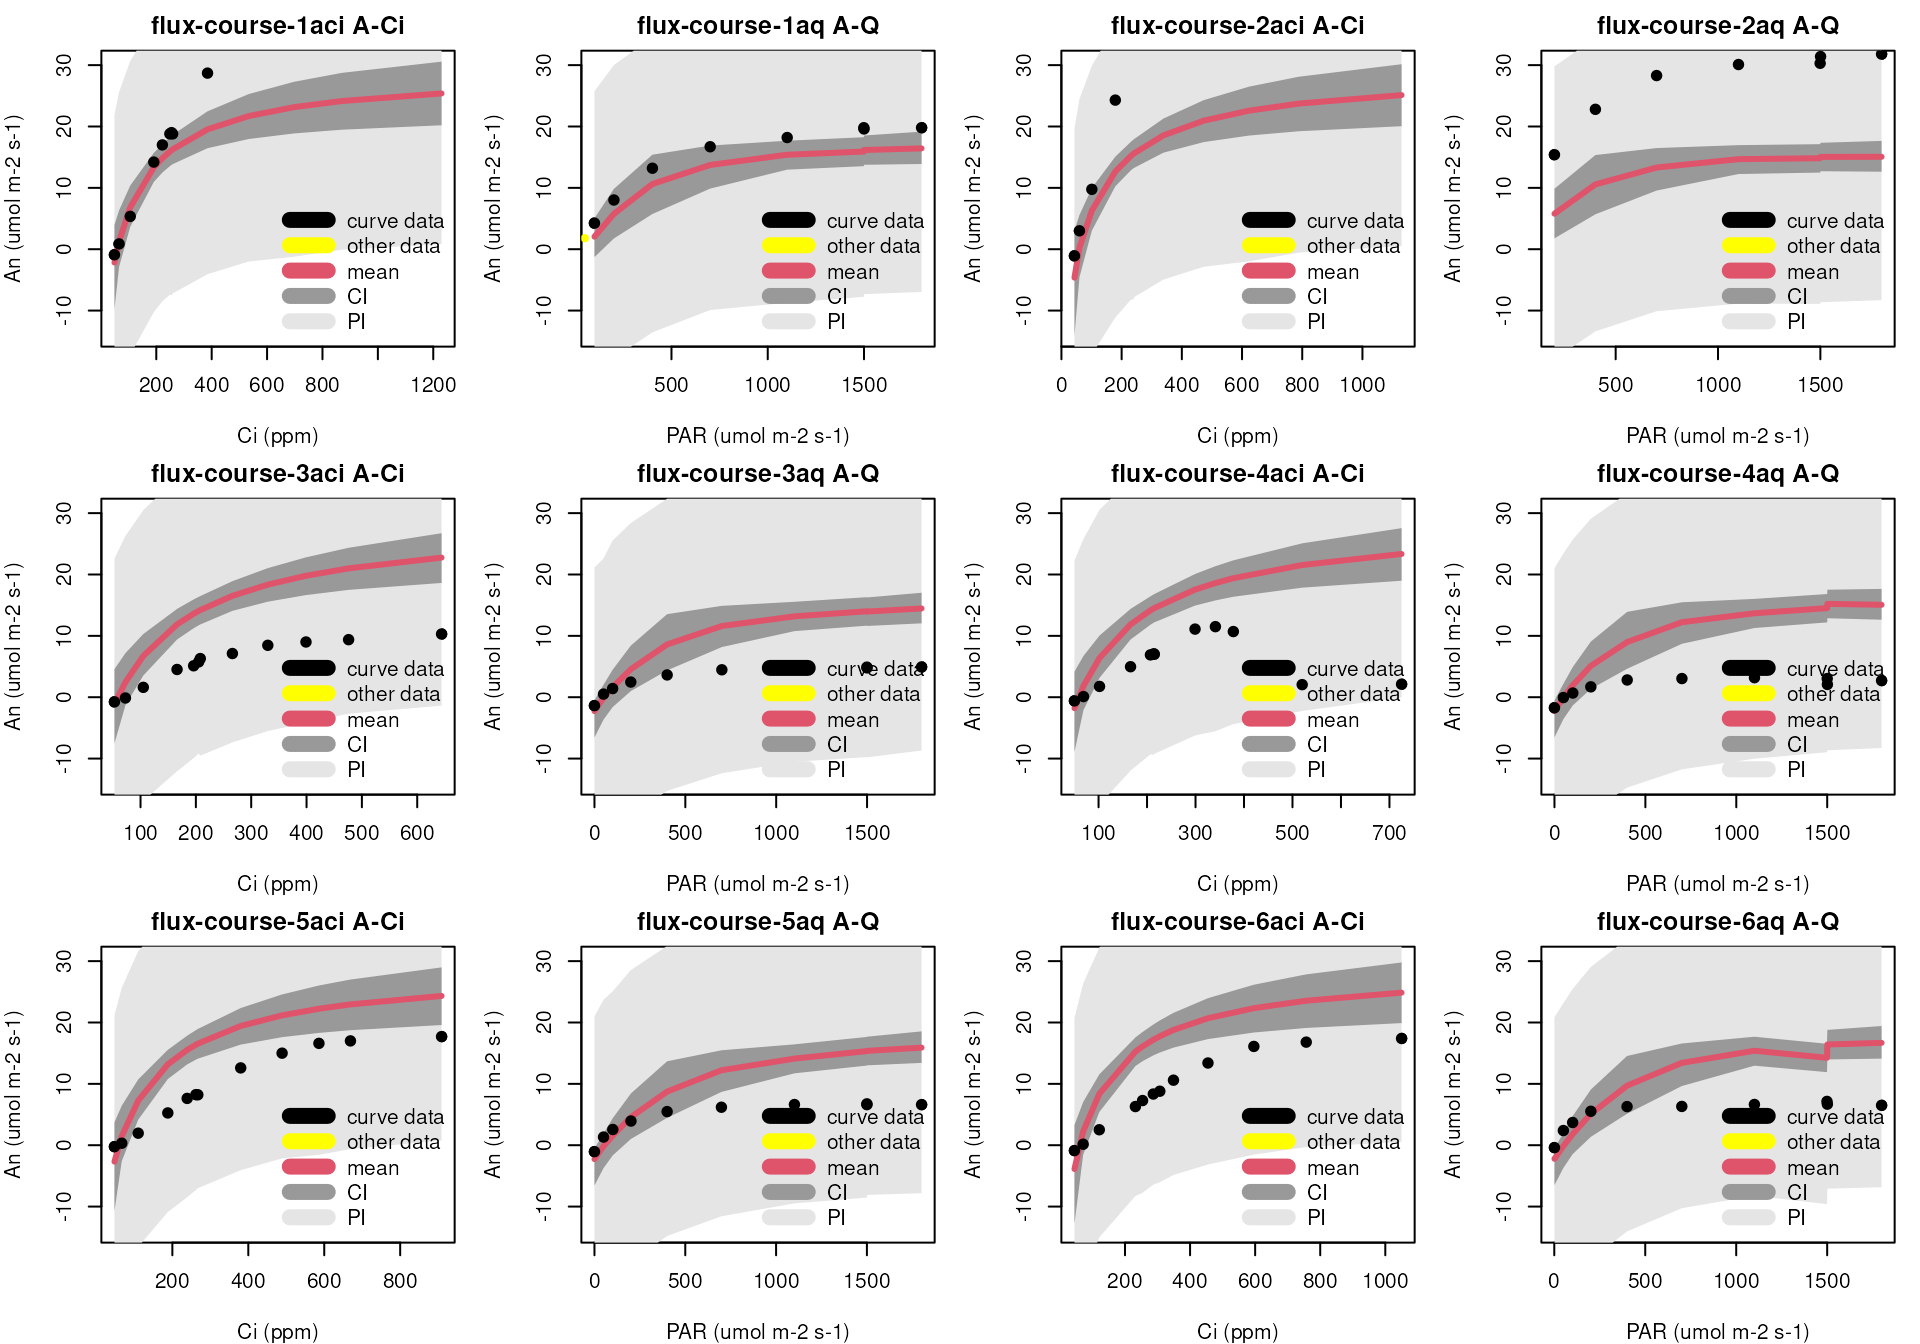 flux-course-1aci A-Ci
An (umol m-2 s-1)
30
20
10
0
-10
curve data
other data
mean
CI
PI
200 400 600 800 1200
Ci (ppm)
flux-course-1aq A-Q
An (umol m-2 s-1)
30
20
10
0
-10
curve data
other data
mean
CI
PI
500 1000 1500
PAR (umol m-2 s-1)
flux-course-2aci A-Ci
An (umol m-2 s-1)
30
20
10
0
-10
curve data
other data
mean
CI
PI
0 200 400 600 800 1000
Ci (ppm)
flux-course-2aq A-Q
An (umol m-2 s-1)
30
20
10
0
-10
curve data
other data
mean
CI
PI
500 1000 1500
PAR (umol m-2 s-1)
flux-course-3aci A-Ci
An (umol m-2 s-1)
30
20
10
0
-10
curve data
other data
mean
CI
PI
100 200 300 400 500 600
Ci (ppm)
flux-course-3aq A-Q
An (umol m-2 s-1)
30
20
10
0
-10
curve data
other data
mean
CI
PI
0 500 1000 1500
PAR (umol m-2 s-1)
flux-course-4aci A-Ci
An (umol m-2 s-1)
30
20
10
0
-10
curve data
other data
mean
CI
PI
100 300 500 700
Ci (ppm)
flux-course-4aq A-Q
An (umol m-2 s-1)
30
20
10
0
-10
curve data
other data
mean
CI
PI
0 500 1000 1500
PAR (umol m-2 s-1)
flux-course-5aci A-Ci
An (umol m-2 s-1)
30
20
10
0
-10
curve data
other data
mean
CI
PI
200 400 600 800
Ci (ppm)
flux-course-5aq A-Q
An (umol m-2 s-1)
30
20
10
0
-10
curve data
other data
mean
CI
PI
0 500 1000 1500
PAR (umol m-2 s-1)
flux-course-6aci A-Ci
An (umol m-2 s-1)
30
20
10
0
-10
curve data
other data
mean
CI
PI
200 400 600 800 1000
Ci (ppm)
flux-course-6aq A-Q
An (umol m-2 s-1)
30
20
10
0
-10
curve data
other data
mean
CI
PI
0 500 1000 1500
PAR (umol m-2 s-1)